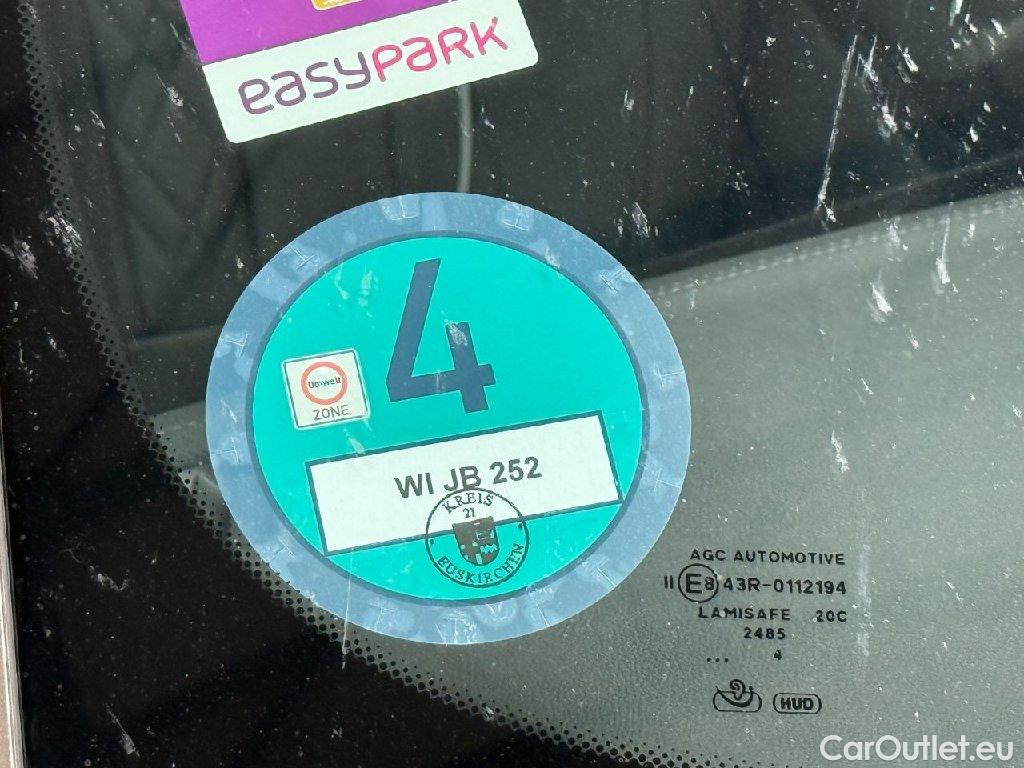 easyPARK
4
Umwelt
ZONE
WI JB 252
KREIS
21
EUSKIRCHEN
AGC AUTOMOTIVE
II E8 43R-0112194
LAMISAFE 20C
2485
... 4
HUD
CarOutlet.eu